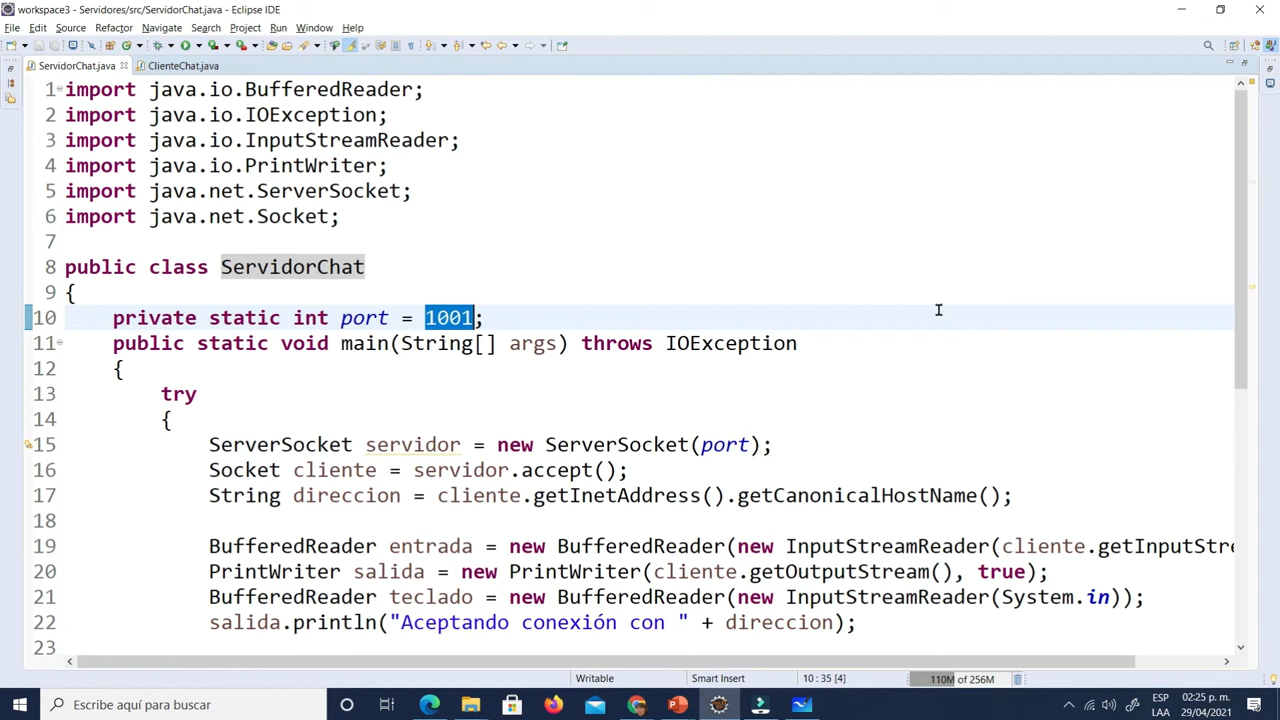 workspace3 - Servidores/src/ServidorChat.java - Eclipse IDE
File Edit Source Refactor Navigate Search Project Run Window Help
ServidorChat.java ClienteChat.java
1 import java.io.BufferedReader;
2 import java.io.IOException;
3 import java.io.InputStreamReader;
4 import java.io.PrintWriter;
5 import java.net.ServerSocket;
6 import java.net.Socket;
7
8 public class ServidorChat
9 {
10 private static int port = 1001;
11 public static void main(String[] args) throws IOException
12 {
13 try
14 {
15 ServerSocket servidor = new ServerSocket(port);
16 Socket cliente = servidor.accept();
17 String direccion = cliente.getInetAddress().getCanonicalHostName();
18
19 BufferedReader entrada = new BufferedReader(new InputStreamReader(cliente.getInputStre
20 PrintWriter salida = new PrintWriter(cliente.getOutputStream(), true);
21 BufferedReader teclado = new BufferedReader(new InputStreamReader(System.in));
22 salida.println("Aceptando conexión con " + direccion);
23
Writable Smart Insert 10 : 35 [4] 110M of 256M
Escribe aquí para buscar
ESP 02:25 p. m.
LAA 29/04/2021